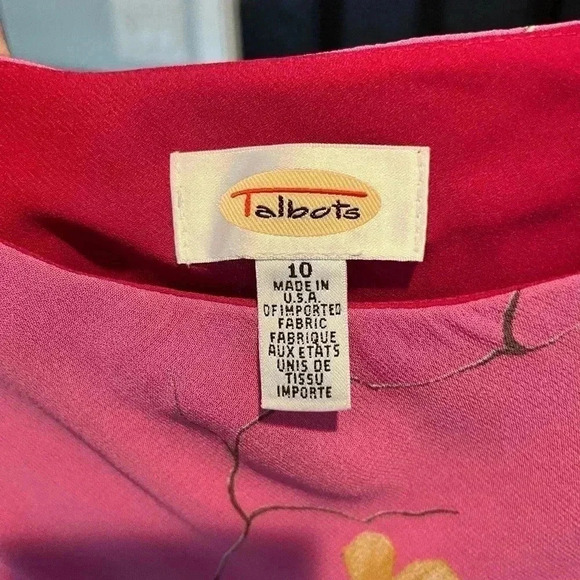 Talbots
10
MADE IN
U.S.A.
OF IMPORTED
FABRIC
FABRIQUE
AUX ETATS
UNIS DE
TISSU
IMPORTE